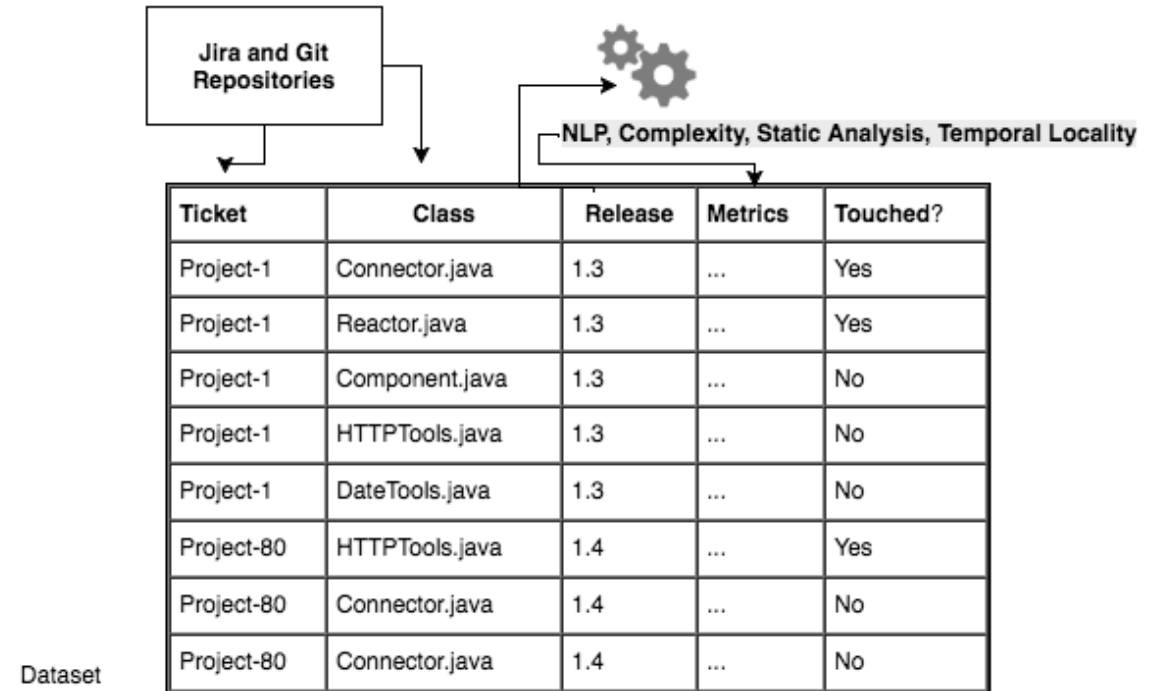 Jira and Git
Repositories
NLP, Complexity, Static Analysis, Temporal Locality
Ticket Class Release Metrics Touched?
Project-1 Connector.java 1.3 ... Yes
Project-1 Reactor.java 1.3 ... Yes
Project-1 Component.java 1.3 ... No
Project-1 HTTPTools.java 1.3 ... No
Project-1 DateTools.java 1.3 ... No
Project-80 HTTPTools.java 1.4 ... Yes
Project-80 Connector.java 1.4 ... No
Project-80 Connector.java 1.4 ... No
Dataset